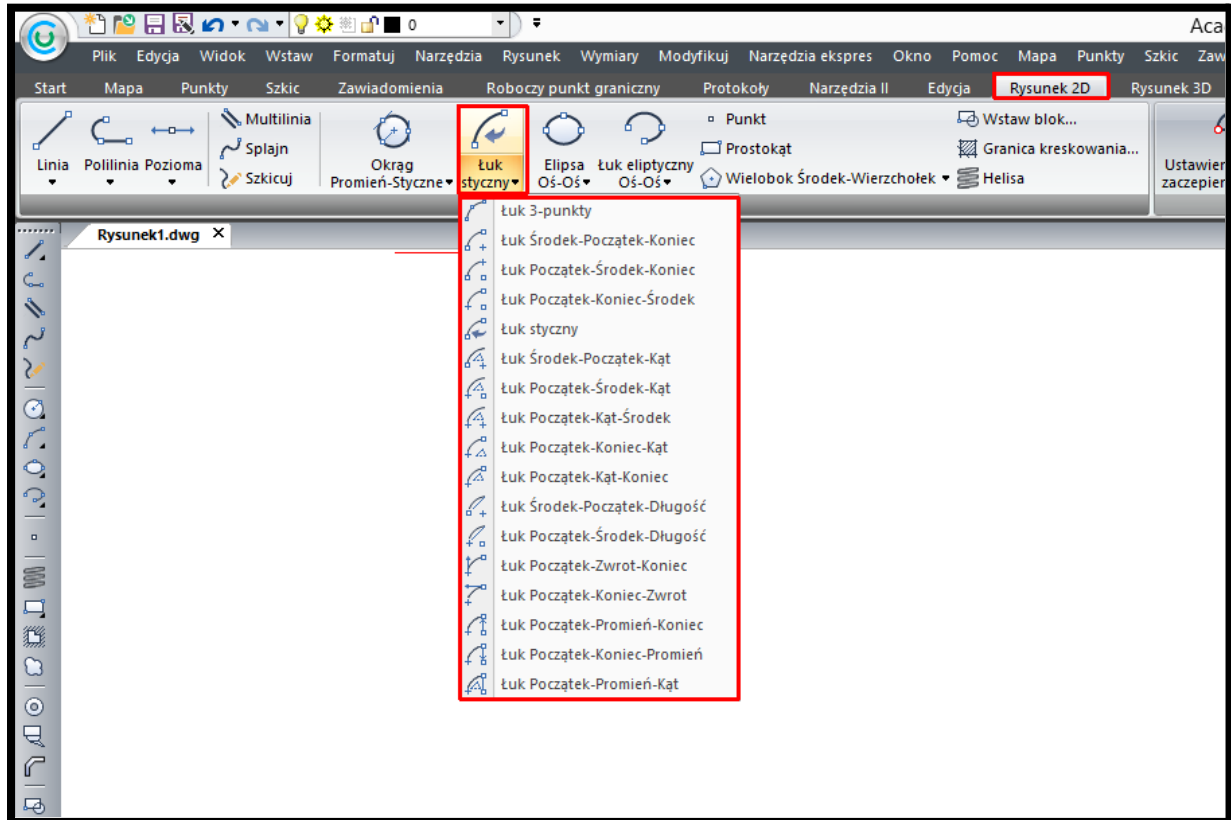 0
Aca
Plik Edycja Widok Wstaw Formatuj Narzędzia Rysunek Wymiary Modyfikuj Narzędzia ekspres Okno Pomoc Mapa Punkty Szkic Zaw
Start Mapa Punkty Szkic Zawiadomienia Roboczy punkt graniczny Protokoły Narzędzia II Edycja Rysunek 2D Rysunek 3D
Linia
Polilinia
Pozioma
Multilinia
Splajn
Szkicuj
Okrąg
Promień-Styczne
Łuk
styczny
Elipsa
Oś-Oś
Łuk eliptyczny
Oś-Oś
Punkt
Prostokąt
Wielobok Środek-Wierzchołek
Wstaw blok...
Granica kreskowania...
Helisa
Ustawier
zaczepier
Rysunek1.dwg X
Łuk 3-punkty
Łuk Środek-Początek-Koniec
Łuk Początek-Środek-Koniec
Łuk Początek-Koniec-Środek
Łuk styczny
Łuk Środek-Początek-Kąt
Łuk Początek-Środek-Kąt
Łuk Początek-Kąt-Środek
Łuk Początek-Koniec-Kąt
Łuk Początek-Kąt-Koniec
Łuk Środek-Początek-Długość
Łuk Początek-Środek-Długość
Łuk Początek-Zwrot-Koniec
Łuk Początek-Koniec-Zwrot
Łuk Początek-Promień-Koniec
Łuk Początek-Koniec-Promień
Łuk Początek-Promień-Kąt